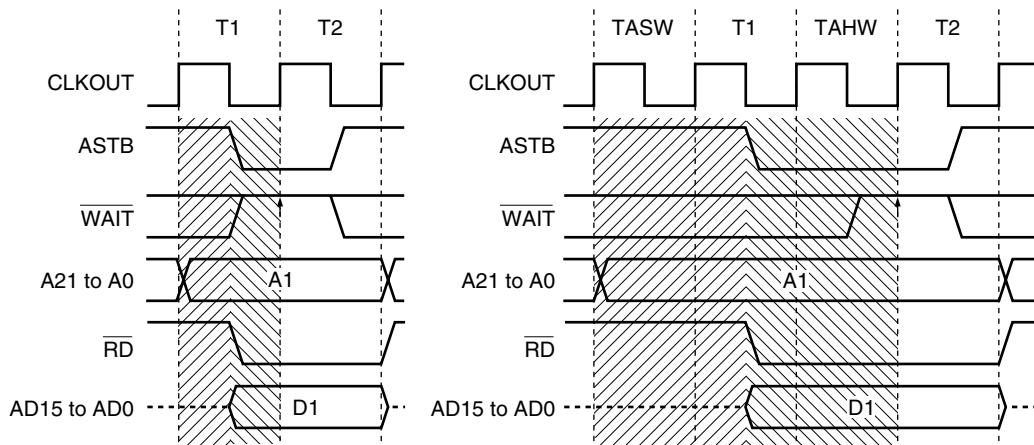 T1 T2 TASW T1 TAHW T2
CLKOUT CLKOUT
ASTB ASTB
WAIT WAIT
A21 to A0 A1 A21 to A0 A1
RD RD
AD15 to AD0 D1 AD15 to AD0 D1